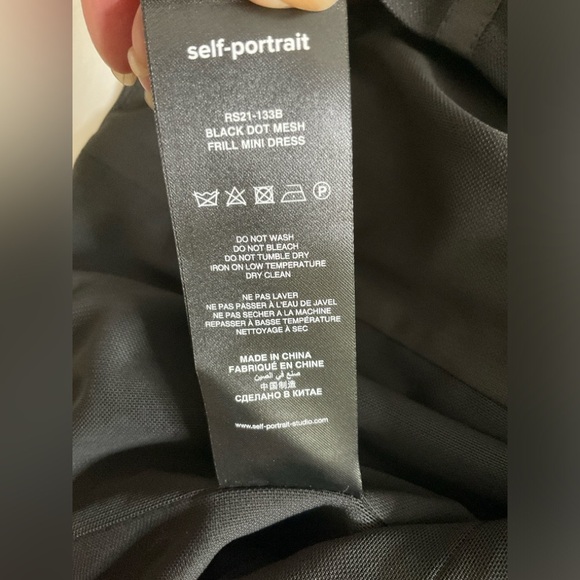 self-portrait
RS21-133B
BLACK DOT MESH
FRILL MINI DRESS
P
DO NOT WASH
DO NOT BLEACH
DO NOT TUMBLE DRY
IRON ON LOW TEMPERATURE
DRY CLEAN
NE PAS LAVER
NE PAS PASSER À L'EAU DE JAVEL
NE PAS SECHER À LA MACHINE
REPASSER À BASSE TEMPÉRATURE
NETTOYAGE À SEC
MADE IN CHINA
FABRIQUÉ EN CHINE
صنع في الصين
中国制造
СДЕЛАНО В КИТАЕ
www.self-portrait-studio.com